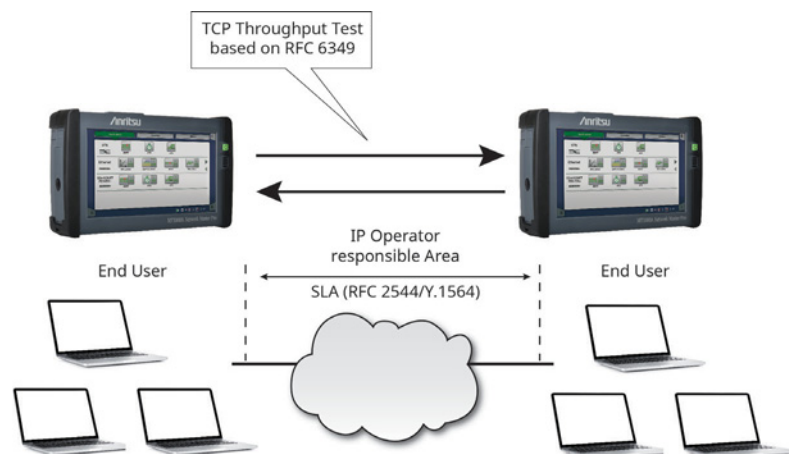 TCP Throughput Test
based on RFC 6349
Anritsu
Anritsu
IP Operator
responsible Area
End User
End User
SLA (RFC 2544/Y.1564)